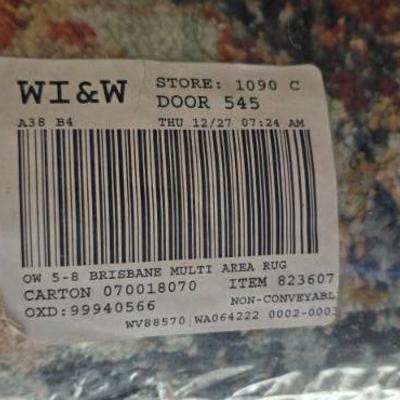 WI&W STORE: 1090 C
DOOR 545
A38 B4 THU 12/27 07:24 AM
OW 5-8 BRISBANE MULTI AREA RUG
CARTON 070018070 ITEM 823607
OXD:99940566 NON-CONVEYABL
WV88570 WA064222 0002-0003